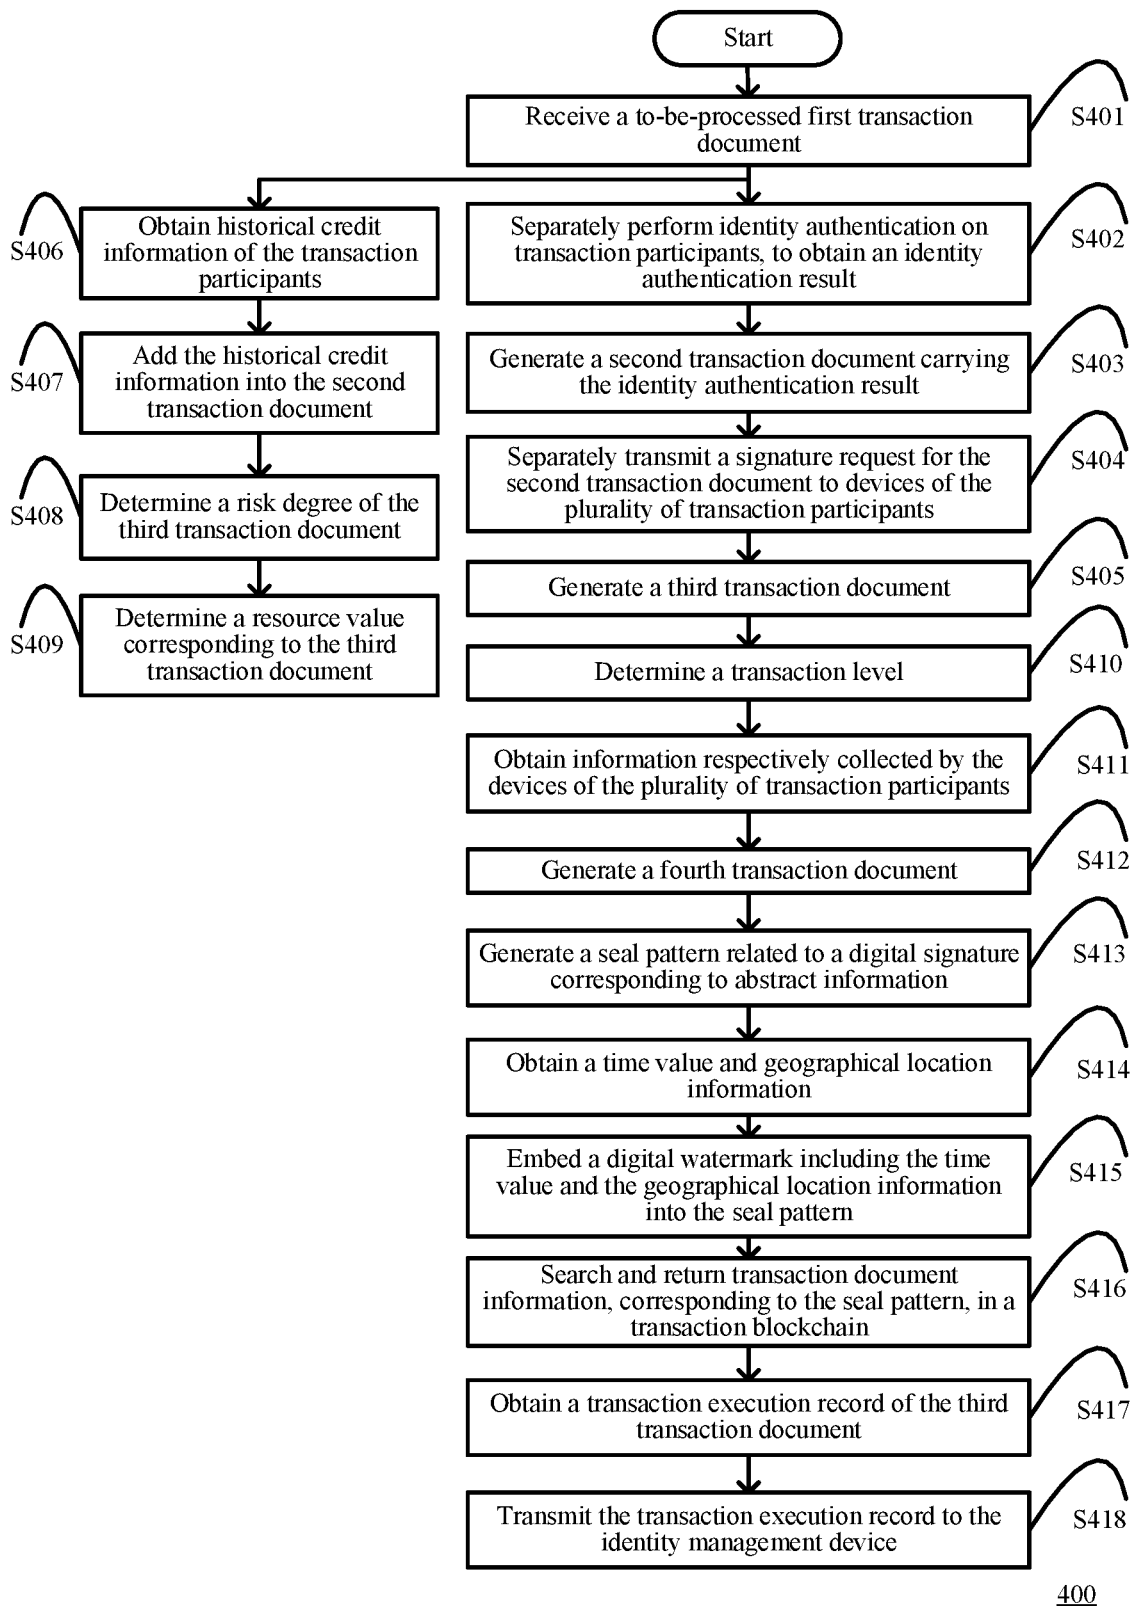 Start
Receive a to-be-processed first transaction
document
S401
Separately perform identity authentication on
transaction participants, to obtain an identity
authentication result
S402
Generate a second transaction document carrying
the identity authentication result
S403
Separately transmit a signature request for the
second transaction document to devices of the
plurality of transaction participants
S404
Generate a third transaction document
S405
S406
Obtain historical credit
information of the transaction
participants
S407
Add the historical credit
information into the second
transaction document
S408
Determine a risk degree of the
third transaction document
S409
Determine a resource value
corresponding to the third
transaction document
Determine a transaction level
S410
Obtain information respectively collected by the
devices of the plurality of transaction participants
S411
Generate a fourth transaction document
S412
Generate a seal pattern related to a digital signature
corresponding to abstract information
S413
Obtain a time value and geographical location
information
S414
Embed a digital watermark including the time
value and the geographical location information
into the seal pattern
S415
Search and return transaction document
information, corresponding to the seal pattern, in a
transaction blockchain
S416
Obtain a transaction execution record of the third
transaction document
S417
Transmit the transaction execution record to the
identity management device
S418
400